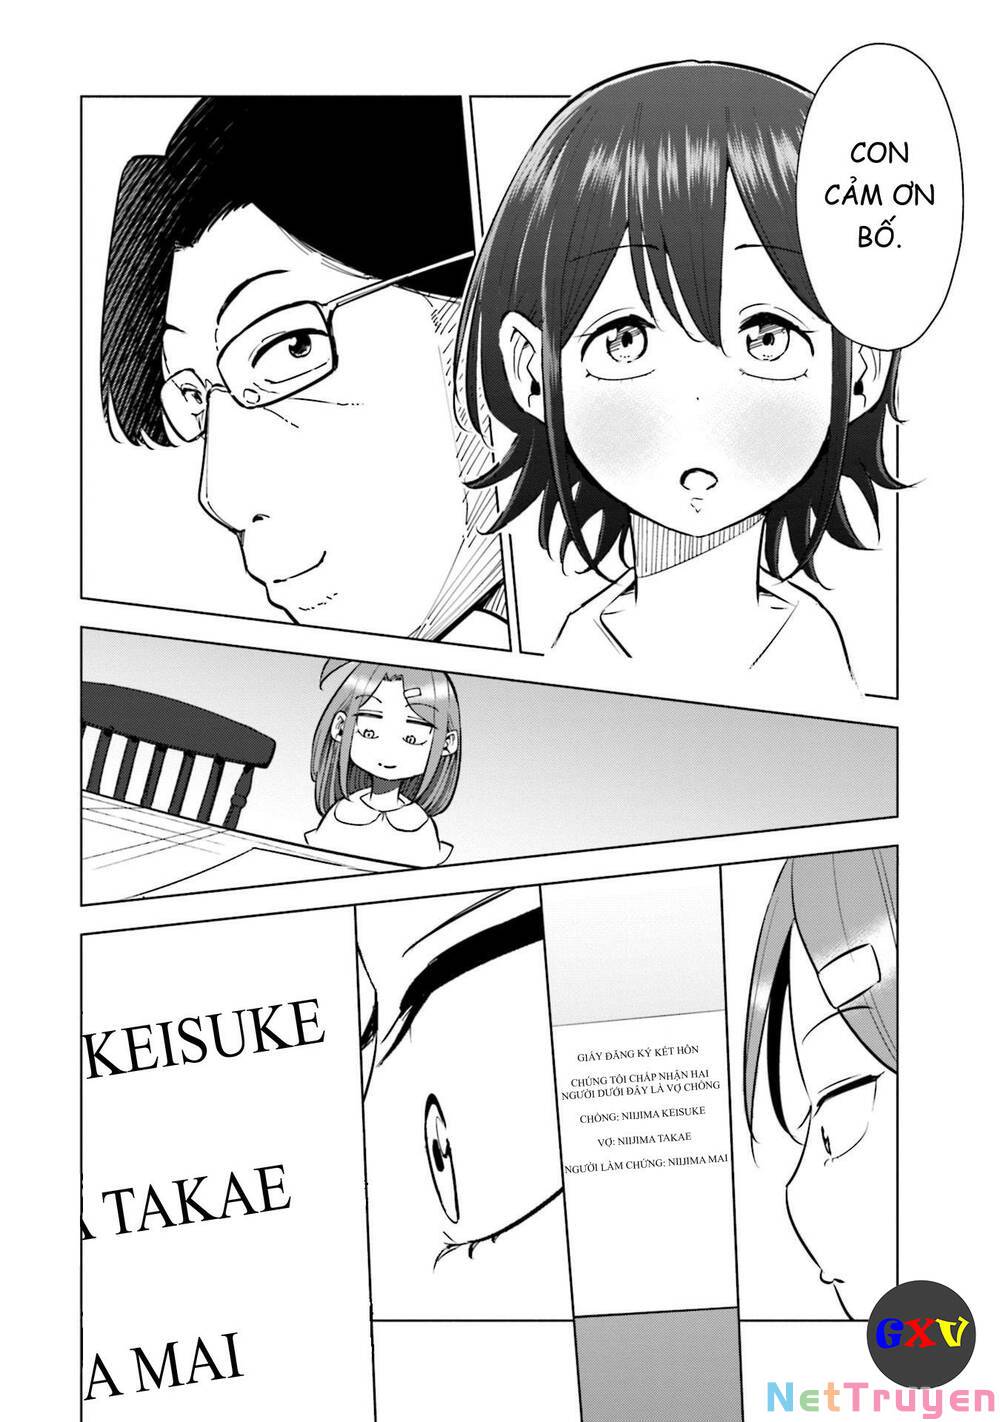 CON
CẢM ƠN
BỐ.
KEISUKE
A TAKAE
A MAI
GIẤY ĐĂNG KÝ KẾT HÔN
CHÚNG TÔI CHẤP NHẬN HAI
NGƯỜI DƯỚI ĐÂY LÀ VỢ CHỒNG
CHỒNG: NIIJIMA KEISUKE
VỢ: NIIJIMA TAKAE
NGƯỜI LÀM CHỨNG: NIIJIMA MAI
GXV
NetTruyen